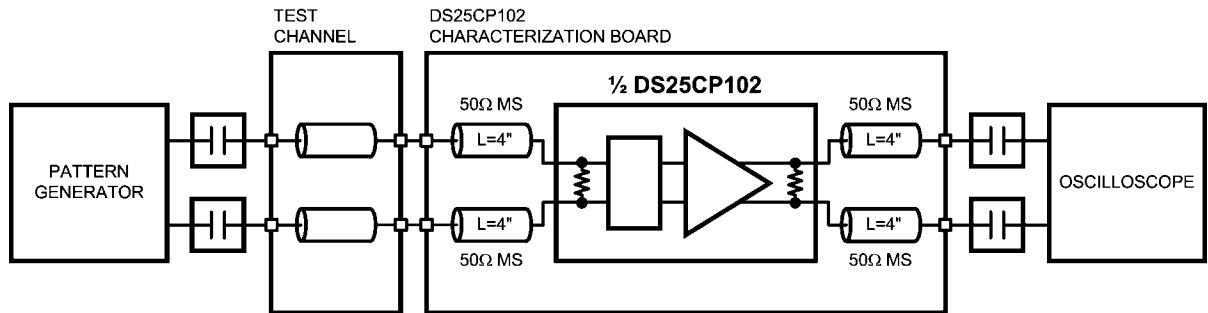 TEST
CHANNEL
DS25CP102
CHARACTERIZATION BOARD
½ DS25CP102
50Ω MS
50Ω MS
L=4"
L=4"
PATTERN
GENERATOR
OSCILLOSCOPE
L=4"
L=4"
50Ω MS
50Ω MS